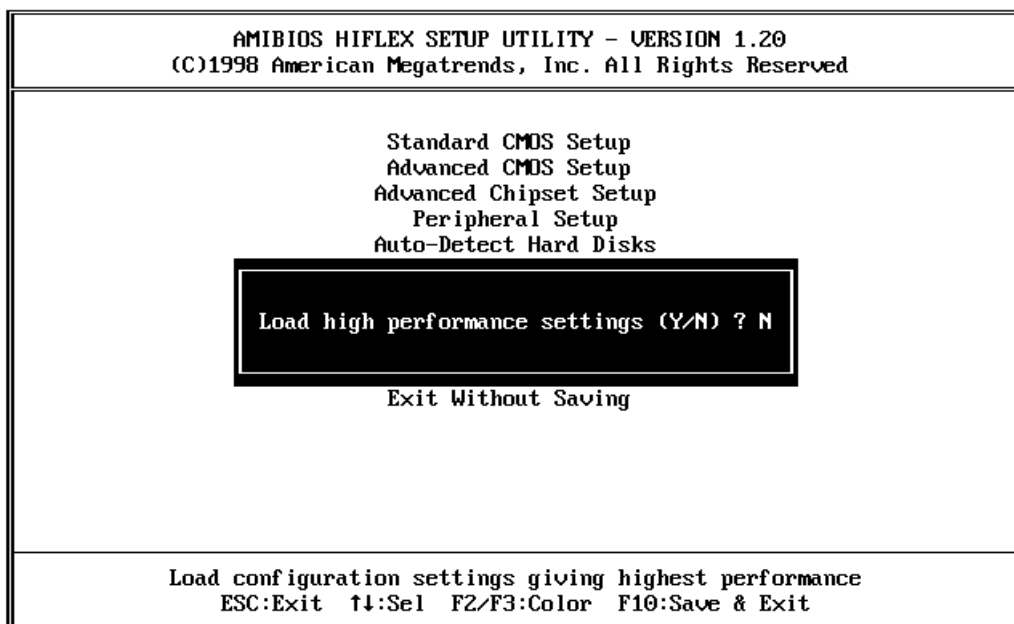 AMIBIOS HIFLEX SETUP UTILITY - VERSION 1.20
(C)1998 American Megatrends, Inc. All Rights Reserved
Standard CMOS Setup
Advanced CMOS Setup
Advanced Chipset Setup
Peripheral Setup
Auto-Detect Hard Disks
Load high performance settings (Y/N) ? N
Exit Without Saving
Load configuration settings giving highest performance
ESC:Exit ↑↓:Sel F2/F3:Color F10:Save & Exit